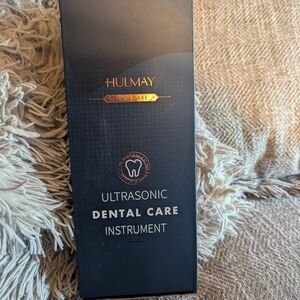 HULMAY
ULTRASONIC
DENTAL CARE
INSTRUMENT